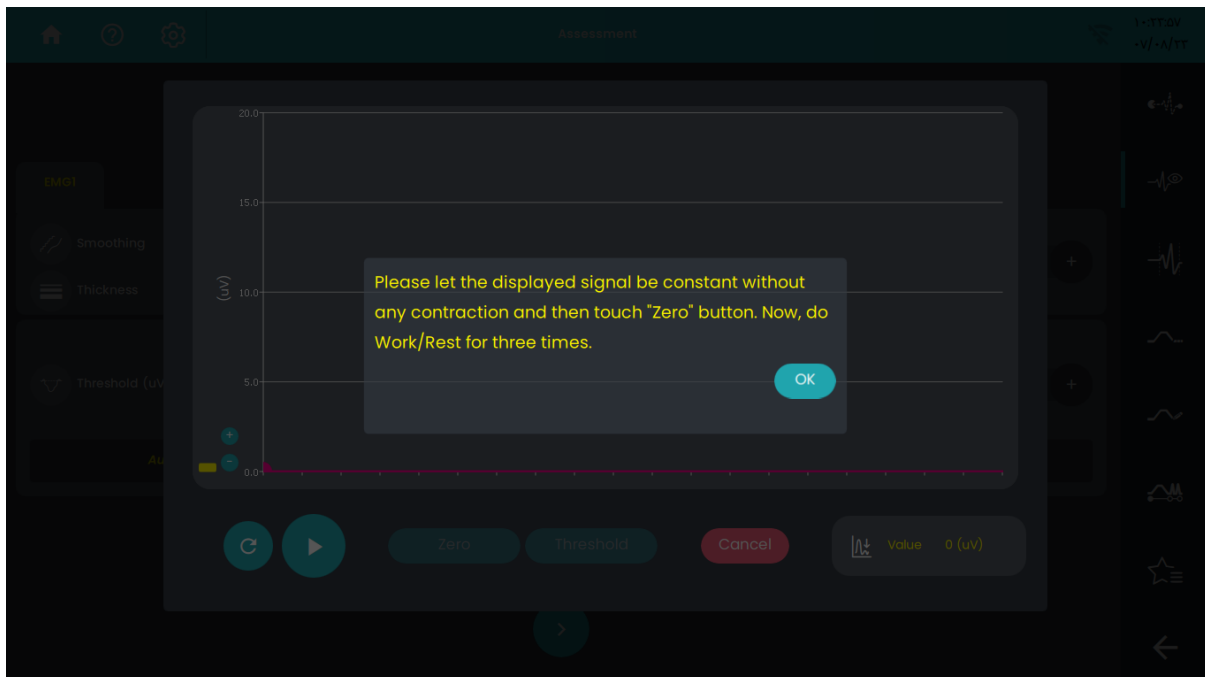 Assessment
۱۰:۲۳:۵۷
۰۷/۰۸/۲۳
EMG1
Smoothing
Thickness
Threshold (uV
Au
20.0
15.0
10.0
5.0
0.0
(uV)
Please let the displayed signal be constant without
any contraction and then touch "Zero" button. Now, do
Work/Rest for three times.
OK
Zero
Threshold
Cancel
Value 0 (uV)